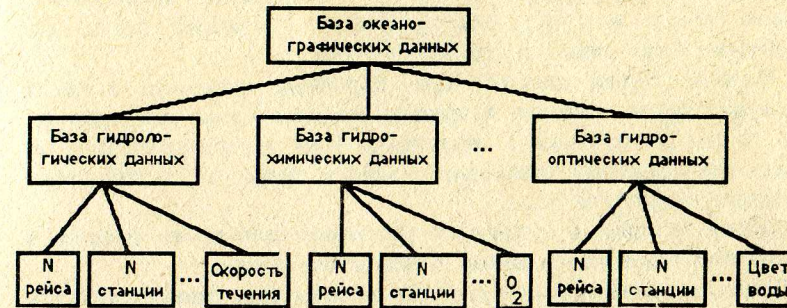 База океано-
графических данных
База гидроло-
гических данных
База гидро-
химических данных
...
База гидро-
оптических данных
N
рейса
N
станции
...
Скорость
течения
N
рейса
N
станции
...
O
2
N
рейса
N
станции
...
Цвет
воды